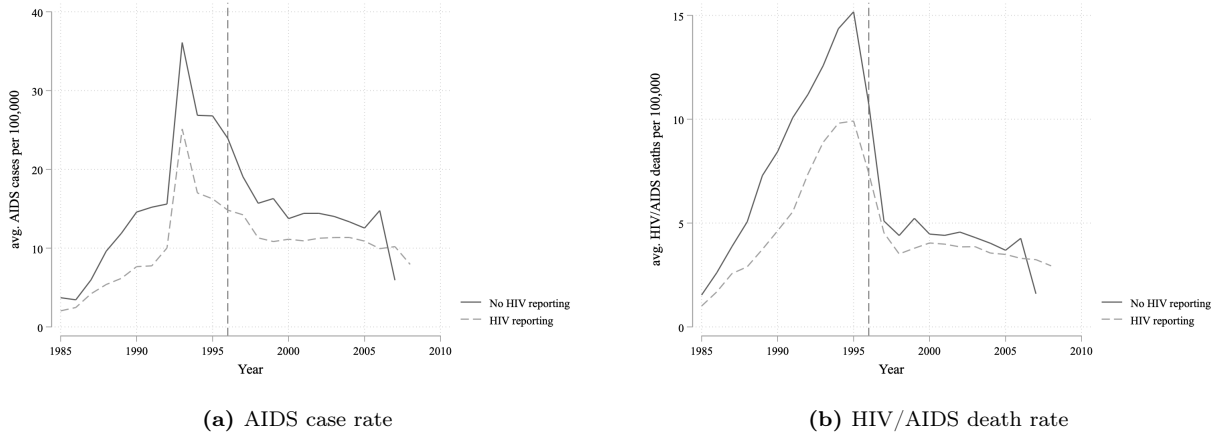 avg. AIDS cases per 100,000
40
30
20
10
0
1985 1990 1995 2000 2005 2010
Year
No HIV reporting
HIV reporting
(a) AIDS case rate
avg. HIV/AIDS deaths per 100,000
15
10
5
0
1985 1990 1995 2000 2005 2010
Year
No HIV reporting
HIV reporting
(b) HIV/AIDS death rate